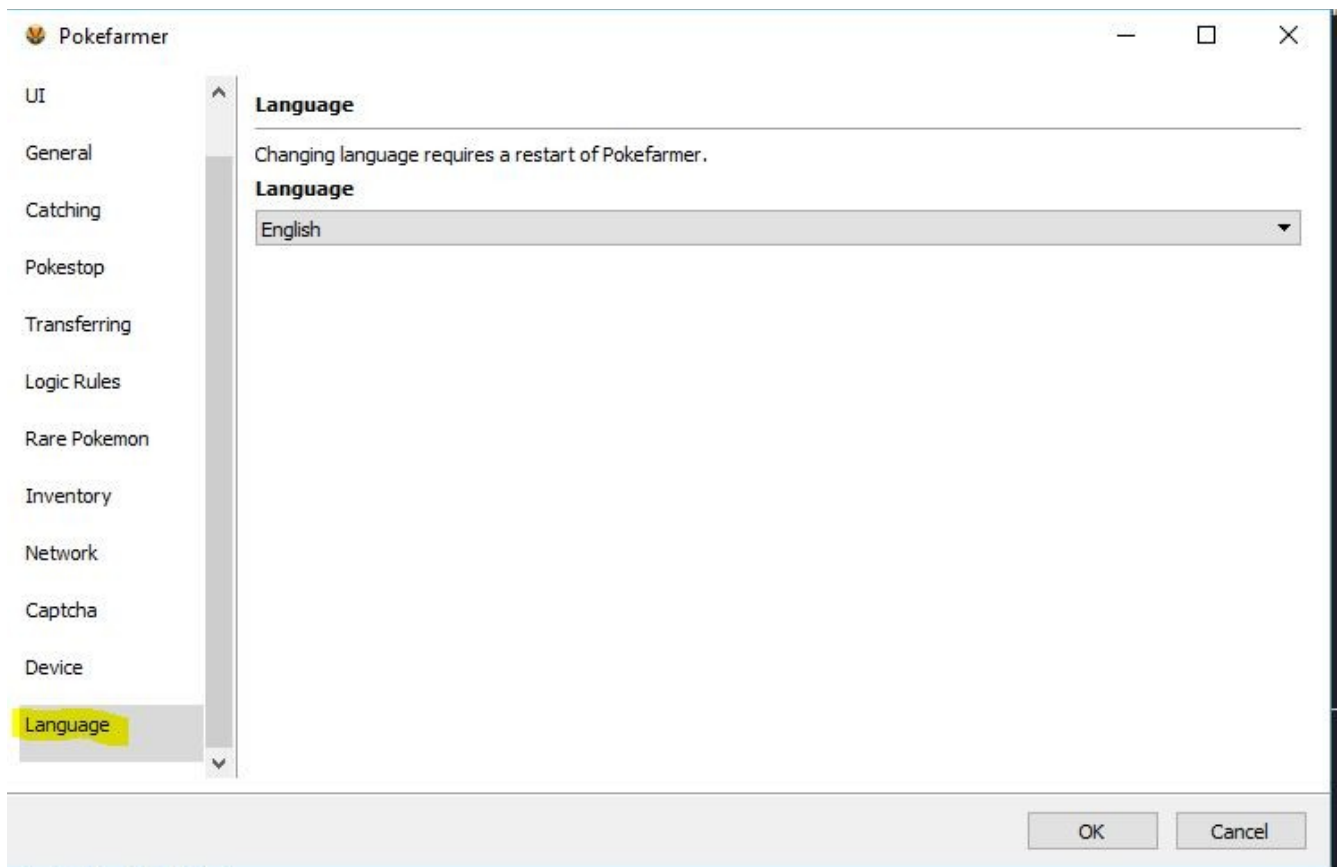 Pokefarmer
UI
General
Catching
Pokestop
Transferring
Logic Rules
Rare Pokemon
Inventory
Network
Captcha
Device
Language
Language
Changing language requires a restart of Pokefarmer.
Language
English
OK
Cancel